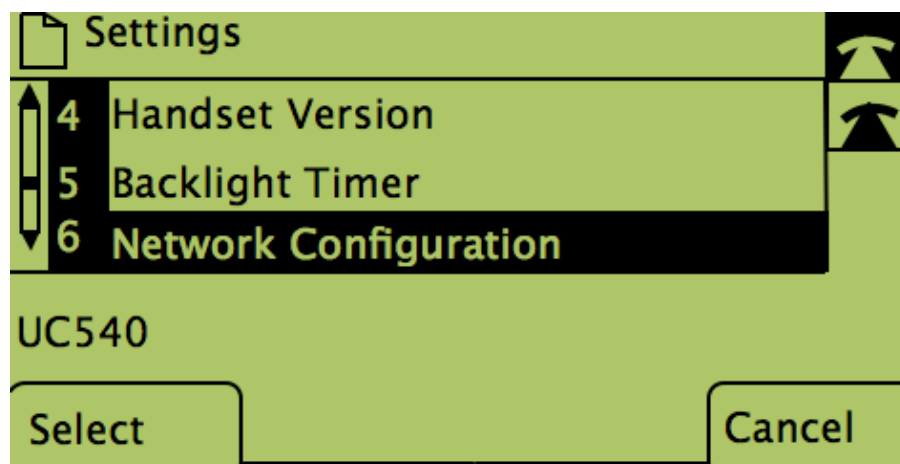 Settings
4 Handset Version
5 Backlight Timer
6 Network Configuration
UC540
Select Cancel